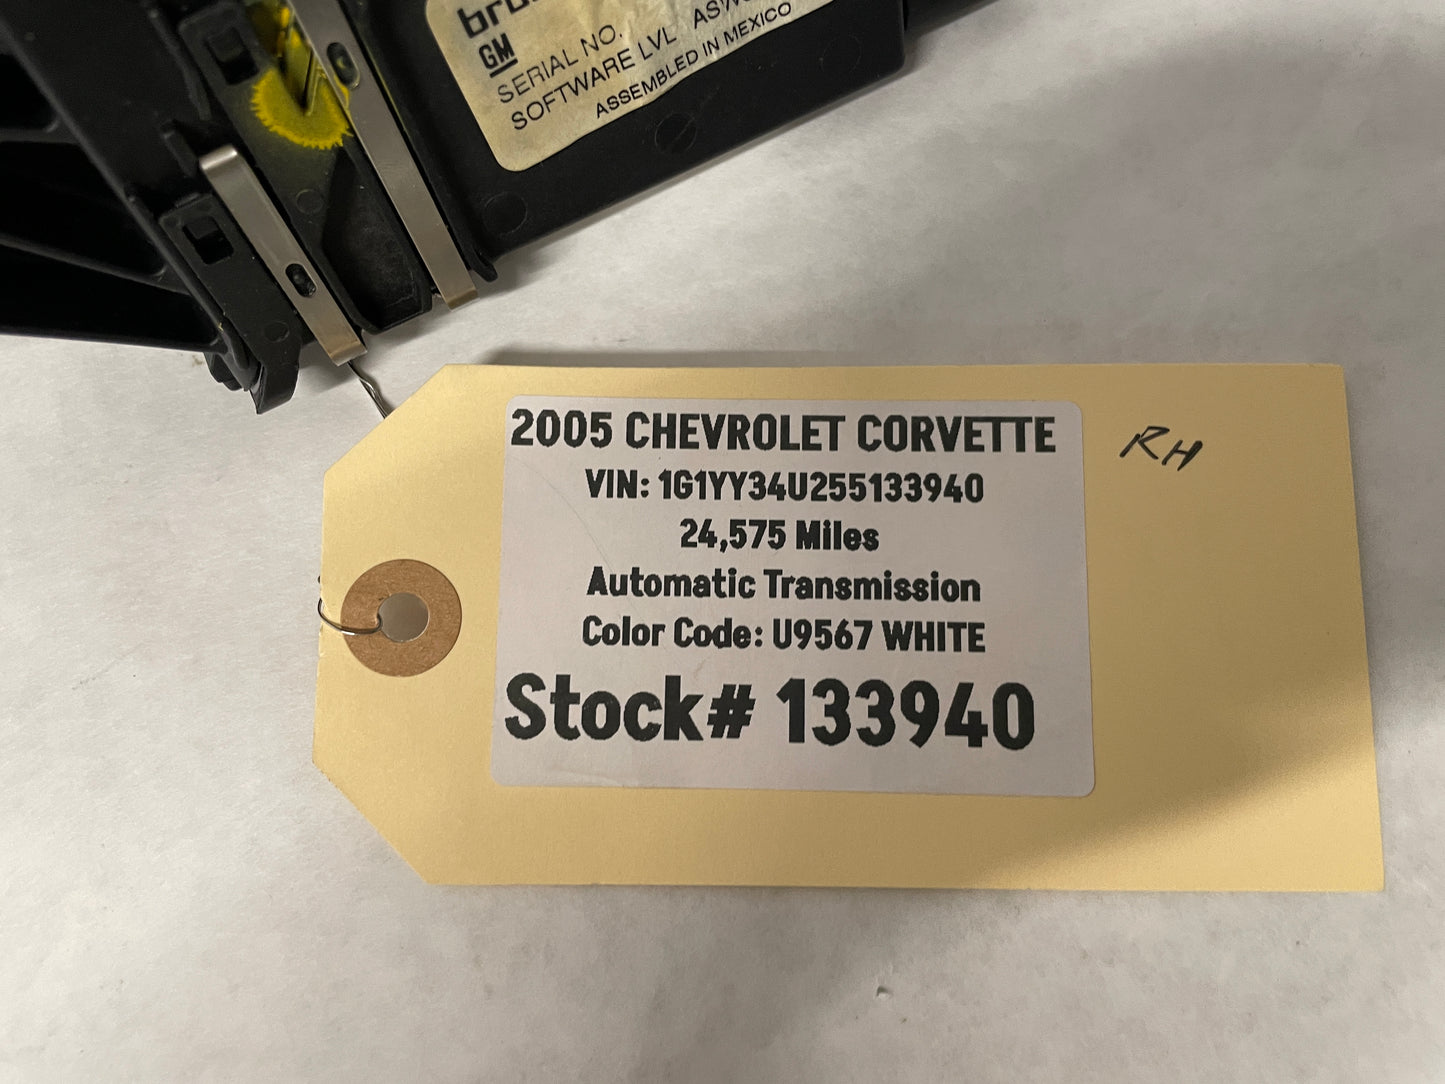 GM
SERIAL NO.
SOFTWARE LVL
ASSEMBLED IN MEXICO
2005 CHEVROLET CORVETTE
VIN: 1G1YY34U255133940
24,575 Miles
Automatic Transmission
Color Code: U9567 WHITE
Stock# 133940
RH